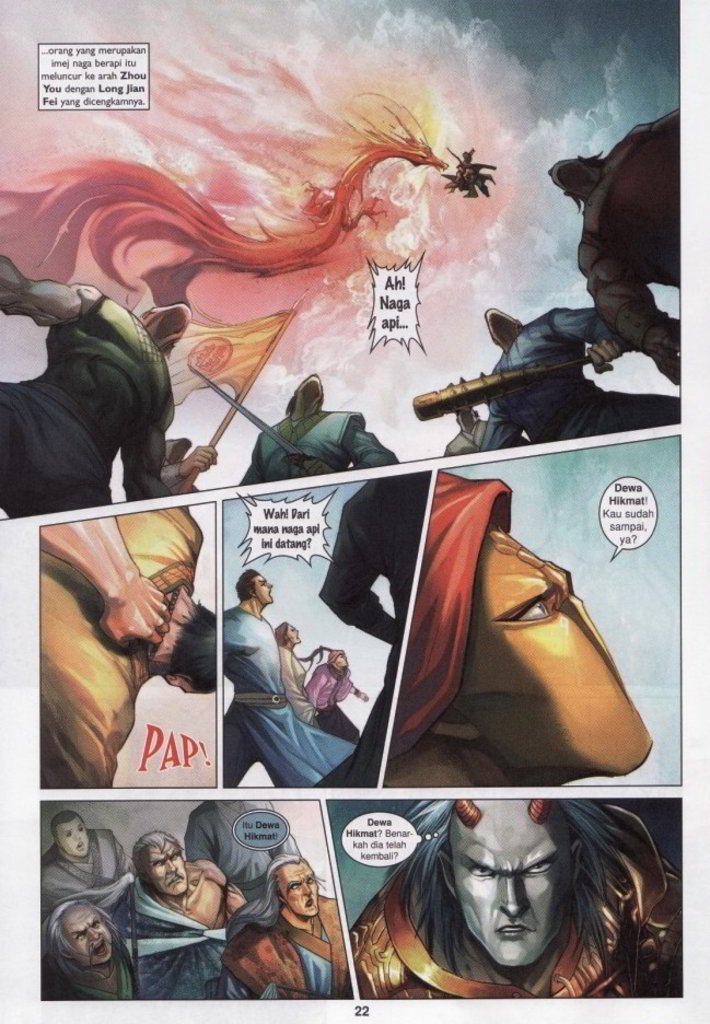 ...orang yang merupakan
imej naga berapi itu
meluncur ke arah Zhou
You dengan Long Jian
Fei yang dicengkamnya.
Ah!
Naga
api...
Wah! Dari
mana naga api
ini datang?
Dewa
Hikmat!
Kau sudah
sampai,
ya?
PAP!
Itu Dewa
Hikmat!
Dewa
Hikmat? Benar-
kah dia telah
kembali?
22